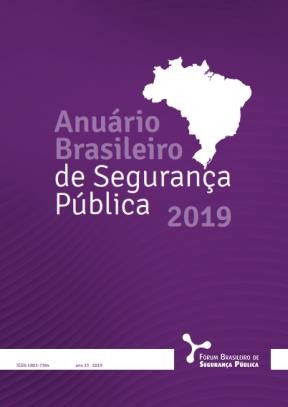 Anuário
Brasileiro
de Segurança
Pública 2019
ISSN 1983-7364 ano 13 2019
Fórum Brasileiro de
Segurança Pública